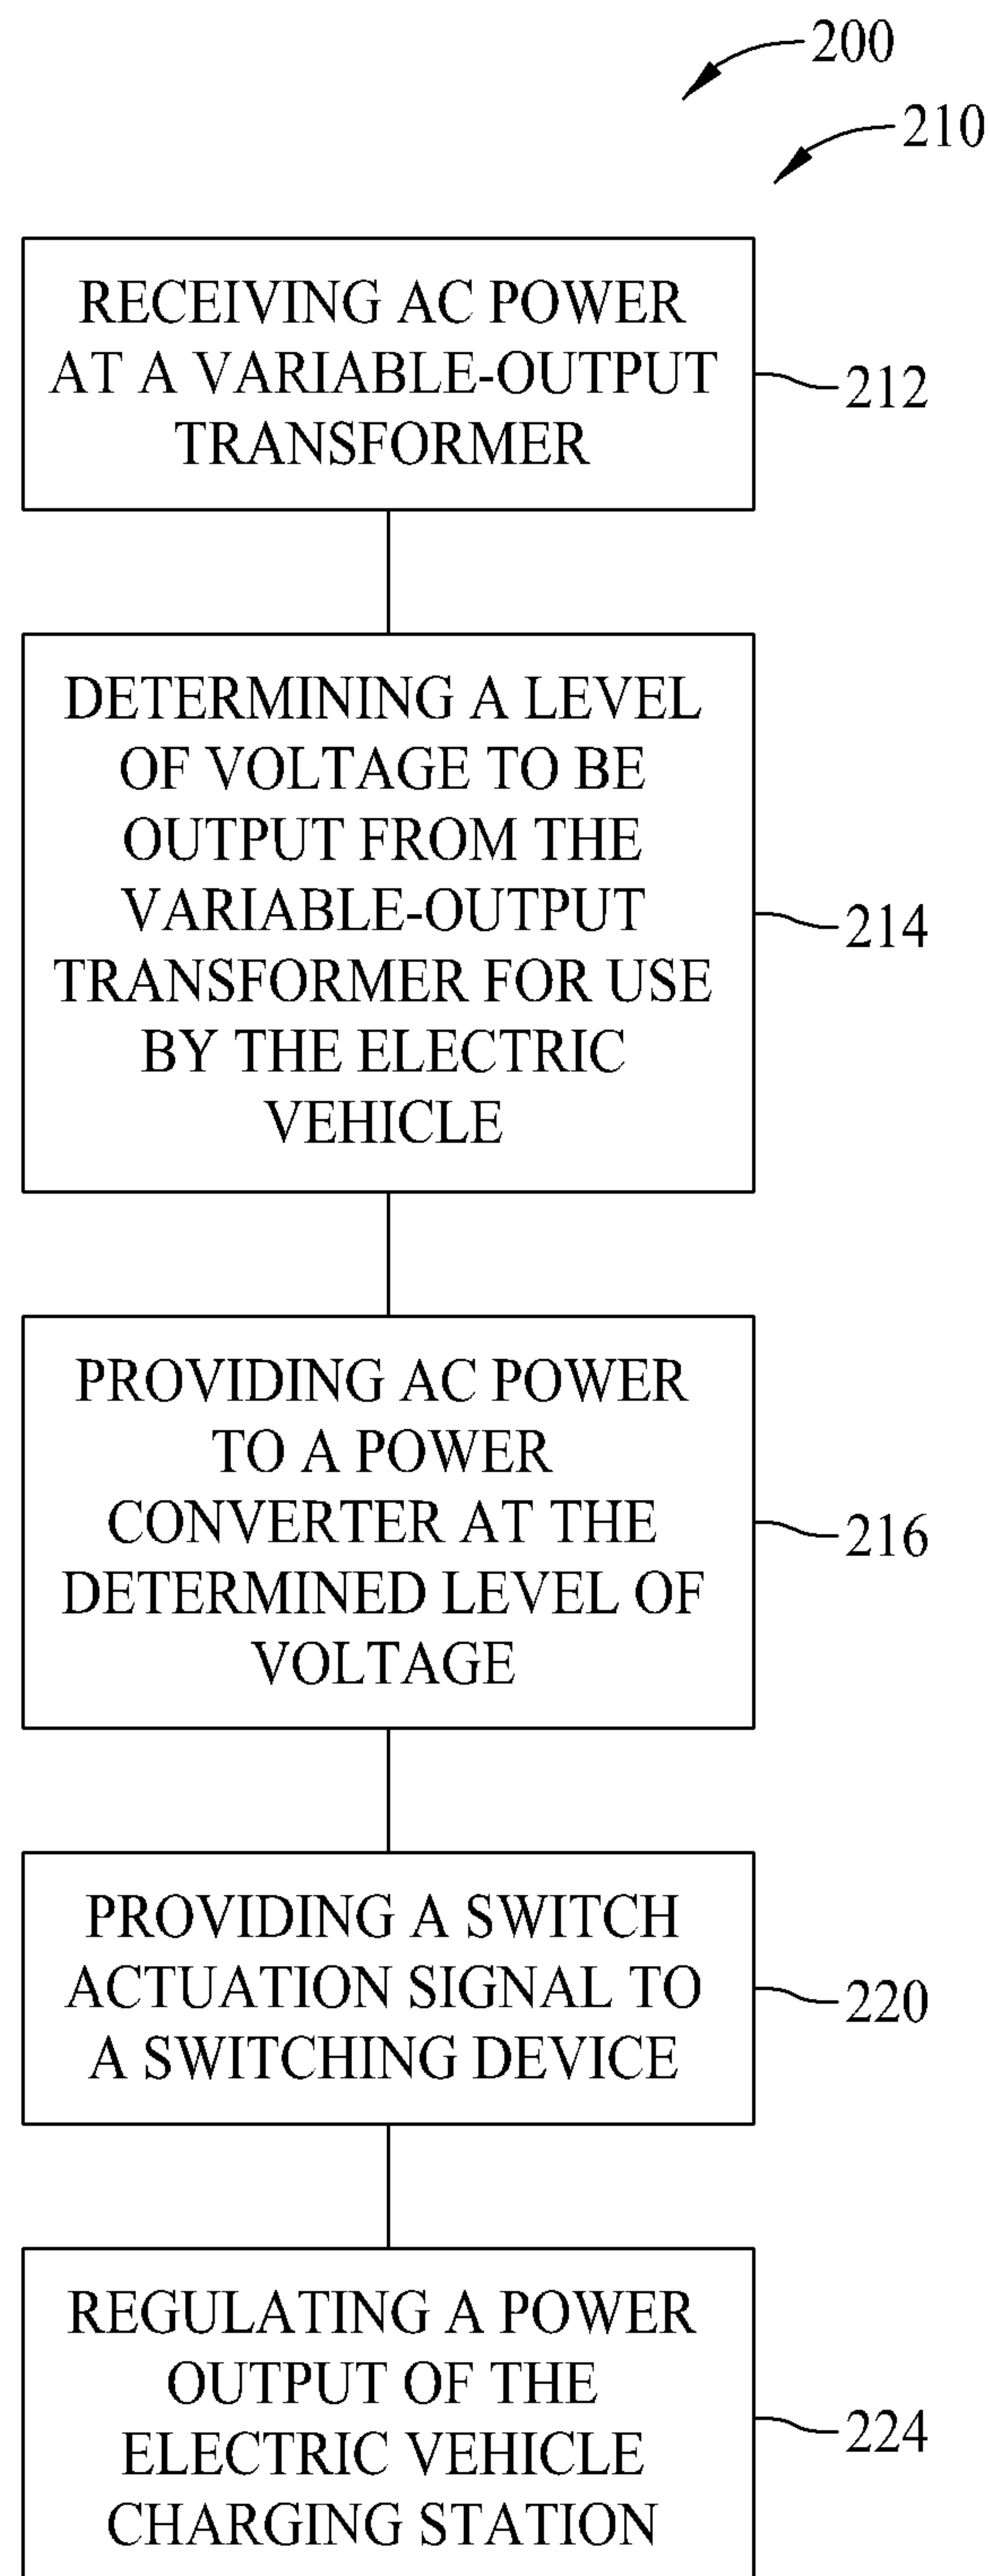 200
210
RECEIVING AC POWER
AT A VARIABLE-OUTPUT
TRANSFORMER
212
DETERMINING A LEVEL
OF VOLTAGE TO BE
OUTPUT FROM THE
VARIABLE-OUTPUT
TRANSFORMER FOR USE
BY THE ELECTRIC
VEHICLE
214
PROVIDING AC POWER
TO A POWER
CONVERTER AT THE
DETERMINED LEVEL OF
VOLTAGE
216
PROVIDING A SWITCH
ACTUATION SIGNAL TO
A SWITCHING DEVICE
220
REGULATING A POWER
OUTPUT OF THE
ELECTRIC VEHICLE
CHARGING STATION
224